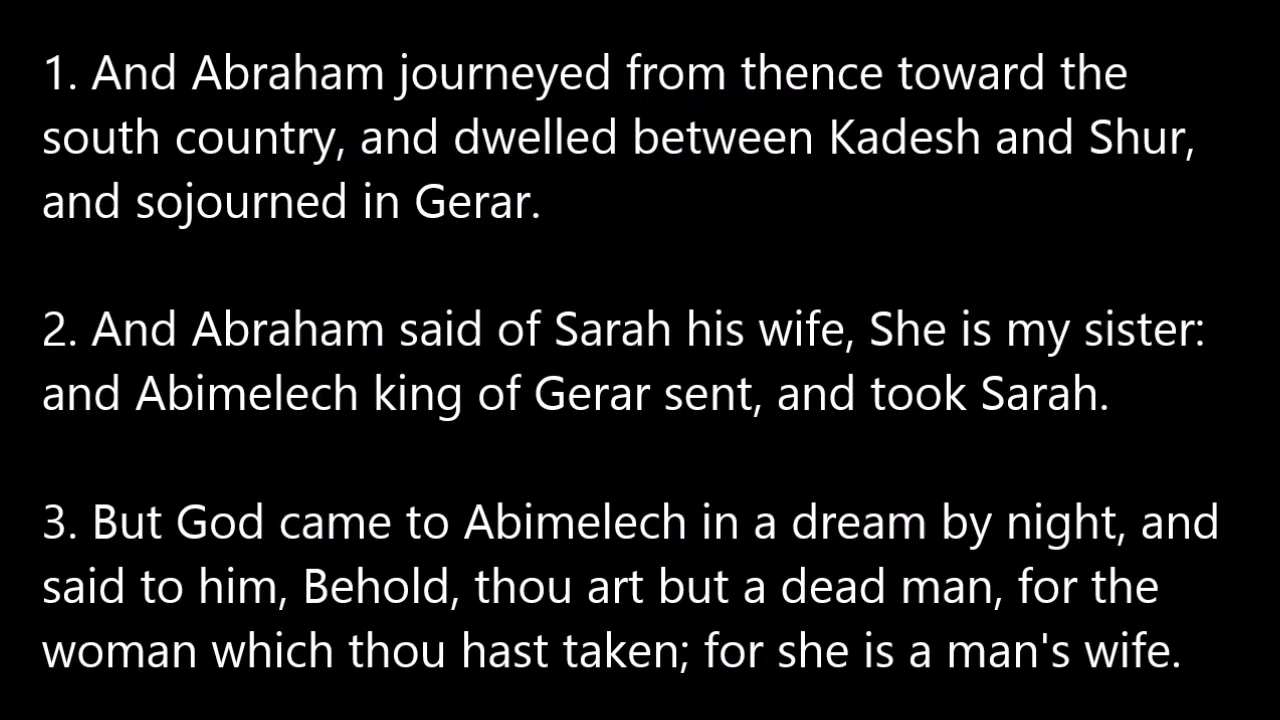 1. And Abraham journeyed from thence toward the
south country, and dwelled between Kadesh and Shur,
and sojourned in Gerar.
2. And Abraham said of Sarah his wife, She is my sister:
and Abimelech king of Gerar sent, and took Sarah.
3. But God came to Abimelech in a dream by night, and
said to him, Behold, thou art but a dead man, for the
woman which thou hast taken; for she is a man's wife.